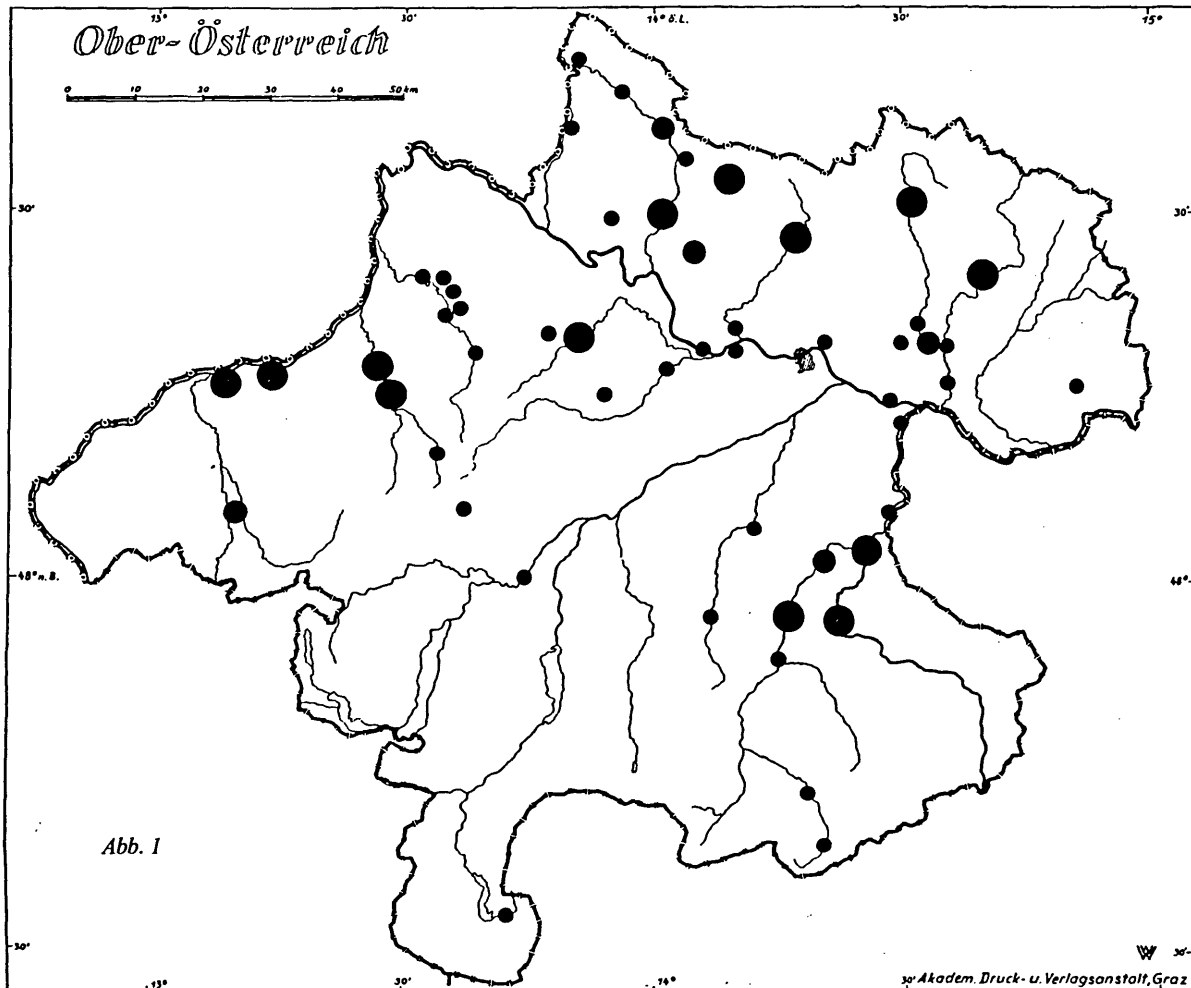 13° 30' 14° ö.L. 30' 15°
Ober-Österreich
0 10 20 30 40 50 km
30' 30'
48° n.B. 48°
Abb. 1
30' W 30'
13° 30' 14° 30' Akadem. Druck- u. Verlagsanstalt, Graz